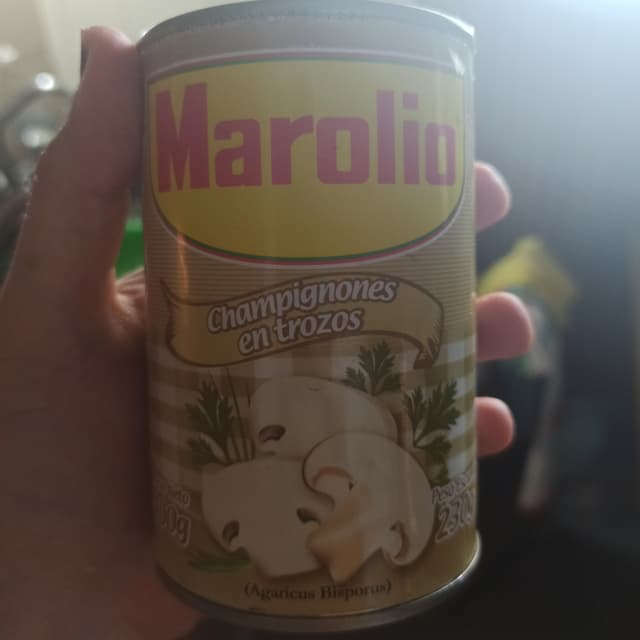 Marolio
Champignones
en trozos
(Agaricus Bisporus)